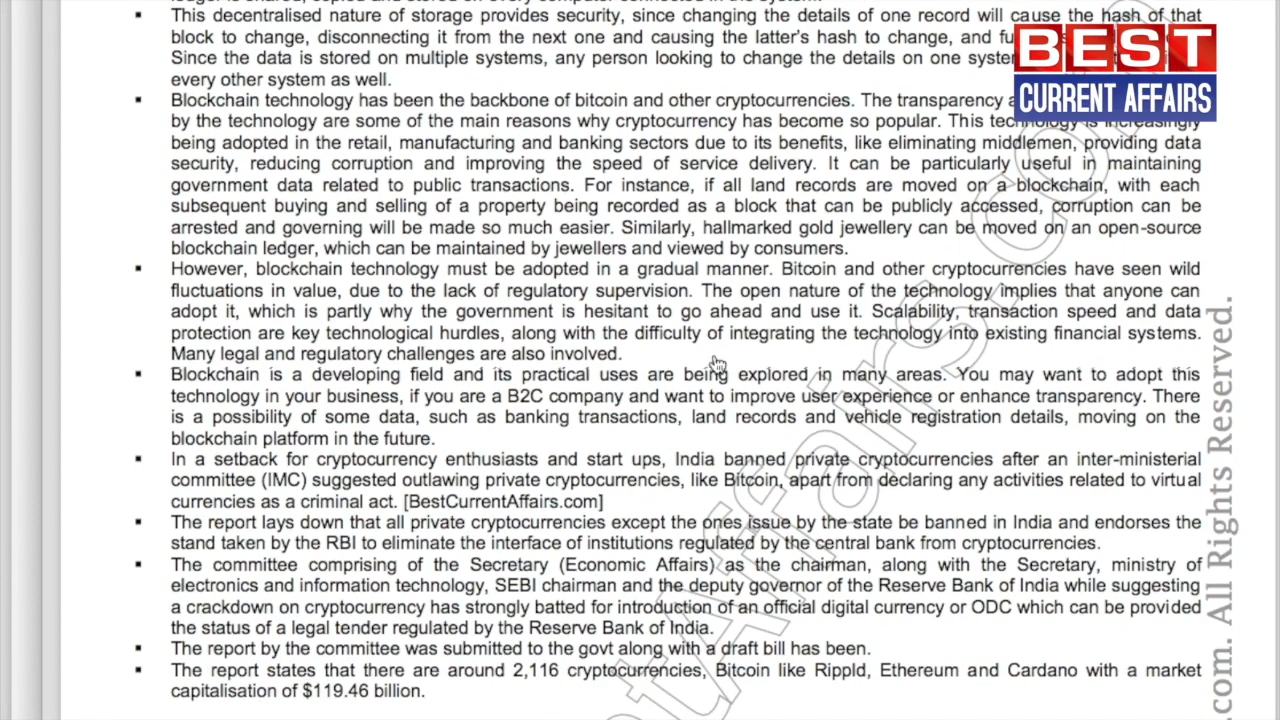 ledger is shared, copied and stored on every computer connected in the system.
▪ This decentralised nature of storage provides security, since changing the details of one record will cause the hash of that
block to change, disconnecting it from the next one and causing the latter's hash to change, and
Since the data is stored on multiple systems, any person looking to change the details on one
every other system as well.
▪ Blockchain technology has been the backbone of bitcoin and other cryptocurrencies. The transparency
by the technology are some of the main reasons why cryptocurrency has become so popular. This technology is increasingly
being adopted in the retail, manufacturing and banking sectors due to its benefits, like eliminating middlemen, providing data
security, reducing corruption and improving the speed of service delivery. It can be particularly useful in maintaining
government data related to public transactions. For instance, if all land records are moved on a blockchain, with each
subsequent buying and selling of a property being recorded as a block that can be publicly accessed, corruption can be
arrested and governing will be made so much easier. Similarly, hallmarked gold jewellery can be moved on an open-source
blockchain ledger, which can be maintained by jewellers and viewed by consumers.
▪ However, blockchain technology must be adopted in a gradual manner. Bitcoin and other cryptocurrencies have seen wild
fluctuations in value, due to the lack of regulatory supervision. The open nature of the technology implies that anyone can
adopt it, which is partly why the government is hesitant to go ahead and use it. Scalability, transaction speed and data
protection are key technological hurdles, along with the difficulty of integrating the technology into existing financial systems.
Many legal and regulatory challenges are also involved.
▪ Blockchain is a developing field and its practical uses are being explored in many areas. You may want to adopt this
technology in your business, if you are a B2C company and want to improve user experience or enhance transparency. There
is a possibility of some data, such as banking transactions, land records and vehicle registration details, moving on the
blockchain platform in the future.
▪ In a setback for cryptocurrency enthusiasts and start ups, India banned private cryptocurrencies after an inter-ministerial
committee (IMC) suggested outlawing private cryptocurrencies, like Bitcoin, apart from declaring any activities related to virtual
currencies as a criminal act. [BestCurrentAffairs.com]
▪ The report lays down that all private cryptocurrencies except the ones issue by the state be banned in India and endorses the
stand taken by the RBI to eliminate the interface of institutions regulated by the central bank from cryptocurrencies.
▪ The committee comprising of the Secretary (Economic Affairs) as the chairman, along with the Secretary, ministry of
electronics and information technology, SEBI chairman and the deputy governor of the Reserve Bank of India while suggesting
a crackdown on cryptocurrency has strongly batted for introduction of an official digital currency or ODC which can be provided
the status of a legal tender regulated by the Reserve Bank of India.
▪ The report by the committee was submitted to the govt along with a draft bill has been.
▪ The report states that there are around 2,116 cryptocurrencies, Bitcoin like Rippld, Ethereum and Cardano with a market
capitalisation of $119.46 billion.
BEST
CURRENT AFFAIRS
ntAffairs.com
.com. All Rights Reserved.